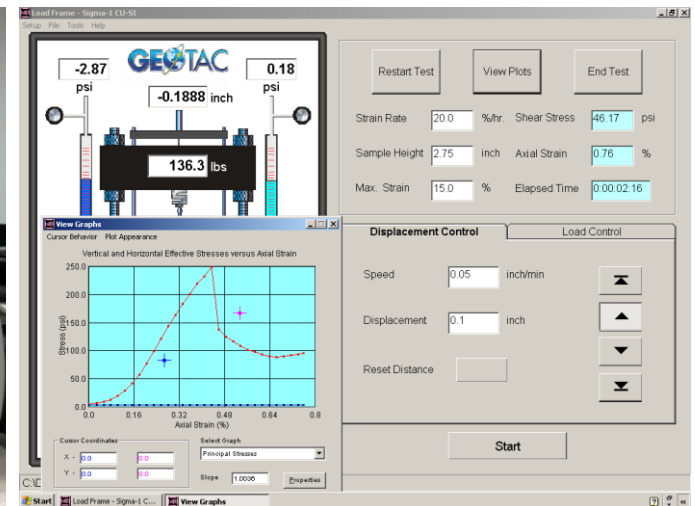 Load Frame - Sigma-1 CU-SI
Setup File Tools Help
-2.87
psi
GEOTAC
0.18
psi
-0.1888 inch
136.3 lbs
Restart Test View Plots End Test
Strain Rate 20.0 %/hr. Shear Stress 46.17 psi
Sample Height 2.75 inch Axial Strain 0.76 %
Max. Strain 15.0 % Elapsed Time 0:00:02:16
Displacement Control Load Control
Speed 0.05 inch/min
Displacement 0.1 inch
Reset Distance
Start
View Graphs
Cursor Behavior Plot Appearance
Vertical and Horizontal Effective Stresses versus Axial Strain
Stress (psi)
250.0
200.0
150.0
100.0
50.0
0.0
0.0 0.16 0.32 0.48 0.64 0.8
Axial Strain (%)
Cursor Coordinates
X - 0.0 0.0
Y - 0.0 0.0
Select Graph
Principal Stresses
Slope 1.0036 Properties
Start Load Frame - Sigma-1 C... View Graphs